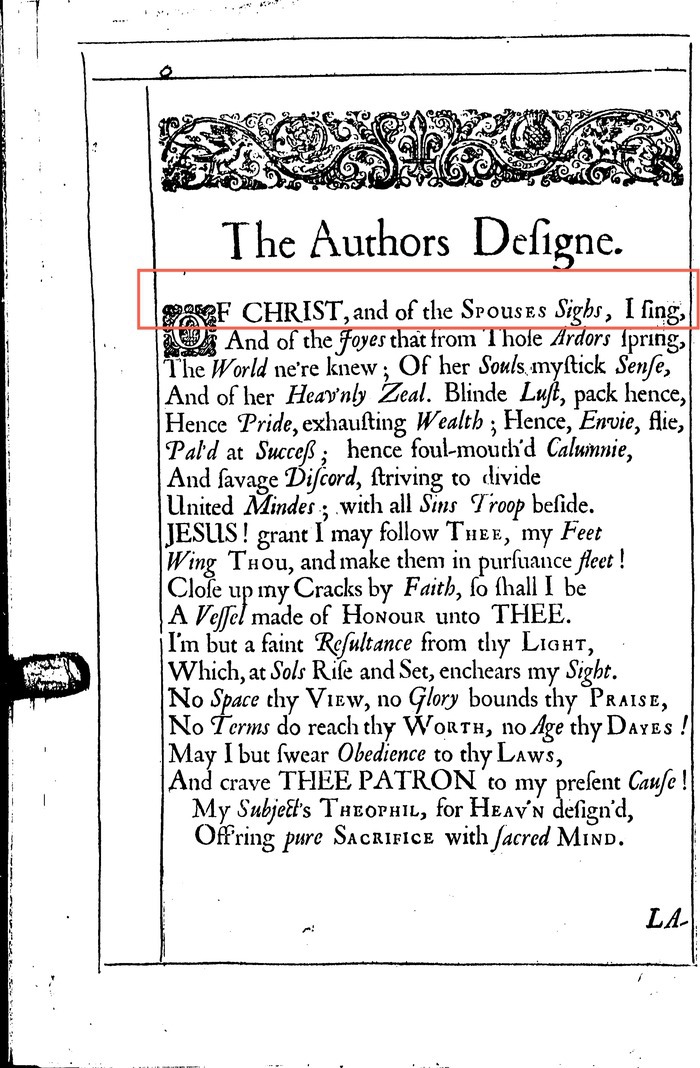 The Authors Deſigne.
OF CHRIST, and of the SPOUSES Sighs, I ſing,
And of the Joyes that from Thoſe Ardors ſpring,
The World ne're knew; Of her Souls myſtick Senſe,
And of her Heav'nly Zeal. Blinde Luſt, pack hence,
Hence Pride, exhauſting Wealth; Hence, Envie, flie,
Pal'd at Succeß; hence foul-mouth'd Calumnie,
And ſavage Diſcord, ſtriving to divide
United Mindes; with all Sins Troop beſide.
JESUS! grant I may follow THEE, my Feet
Wing THOU, and make them in purſuance fleet!
Cloſe up my Cracks by Faith, ſo ſhall I be
A Veſſel made of HONOUR unto THEE.
I'm but a faint Reſultance from thy LIGHT,
Which, at Sols Riſe and Set, enchears my Sight.
No Space thy VIEW, no Glory bounds thy PRAISE,
No Terms do reach thy WORTH, no Age thy DAYES!
May I but ſwear Obedience to thy LAWS,
And crave THEE PATRON to my preſent Cauſe!
My Subject's THEOPHIL, for HEAV'N deſign'd,
Off'ring pure SACRIFICE with ſacred MIND.
LA-